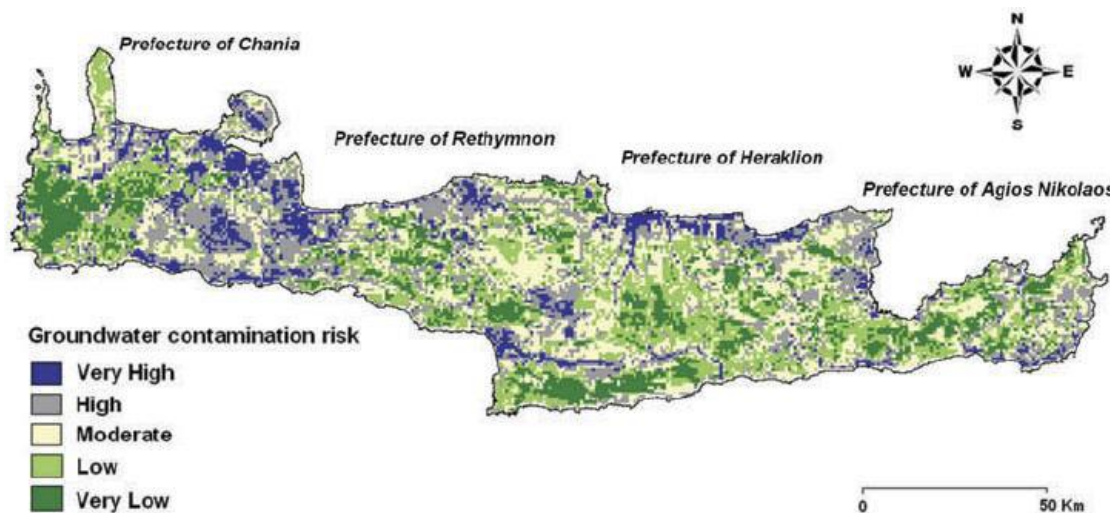 Prefecture of Chania
N
W E
S
Prefecture of Rethymnon
Prefecture of Heraklion
Prefecture of Agios Nikolaos
Groundwater contamination risk
Very High
High
Moderate
Low
Very Low
0 50 Km